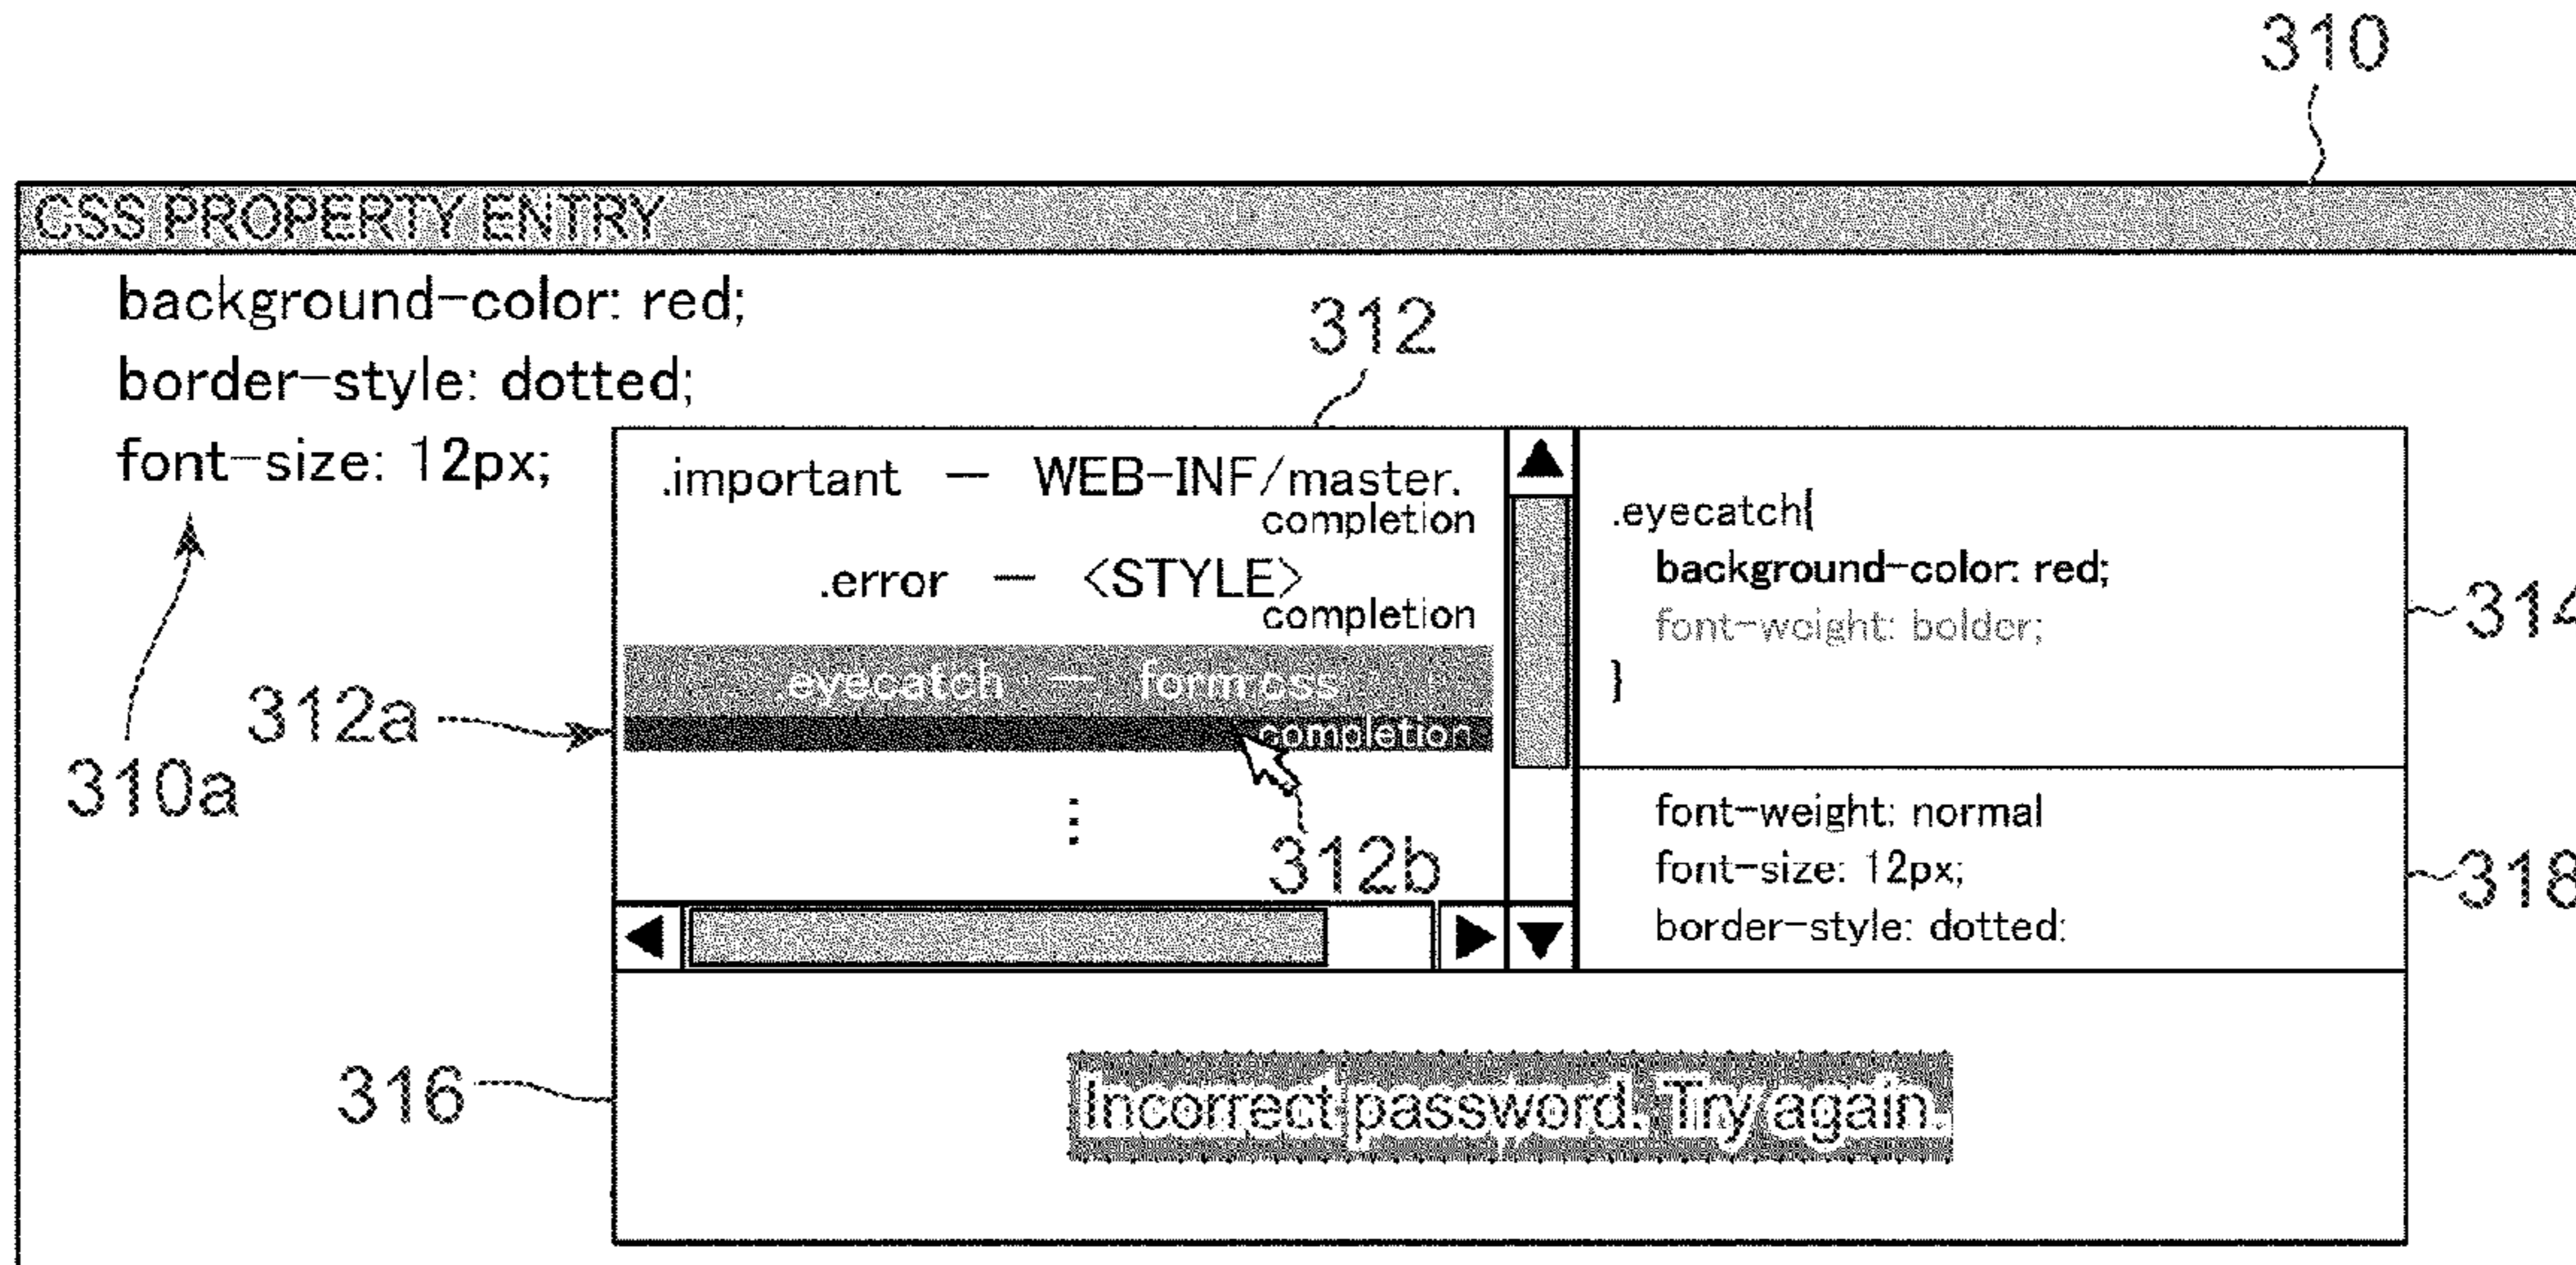 310
CSS PROPERTY ENTRY
background-color: red;
border-style: dotted;
font-size: 12px;
310a
312
.important — WEB-INF/master.
completion
.error — <STYLE>
completion
.eyecatch — form.css
completion
⋮
312a
312b
.eyecatch{
background-color: red;
font-weight: bolder;
}
314
font-weight: normal
font-size: 12px;
border-style: dotted:
318
316
Incorrect password. Try again.